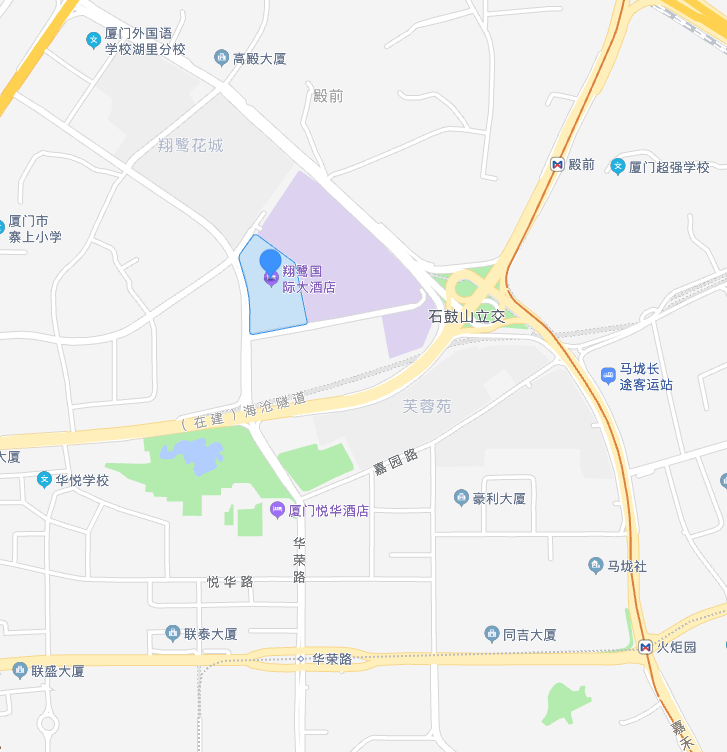 厦门外国语
学校湖里分校
高殿大厦
殿前
翔鹭花城
殿前
厦门超强学校
厦门市
寨上小学
翔鹭国
际大酒店
石鼓山立交
马垅长
途客运站
(在建)海沧隧道
芙蓉苑
大厦
嘉园路
华悦学校
豪利大厦
厦门悦华酒店
华荣路
马垅社
悦华路
联泰大厦
同吉大厦
火炬园
华荣路
联盛大厦
嘉禾